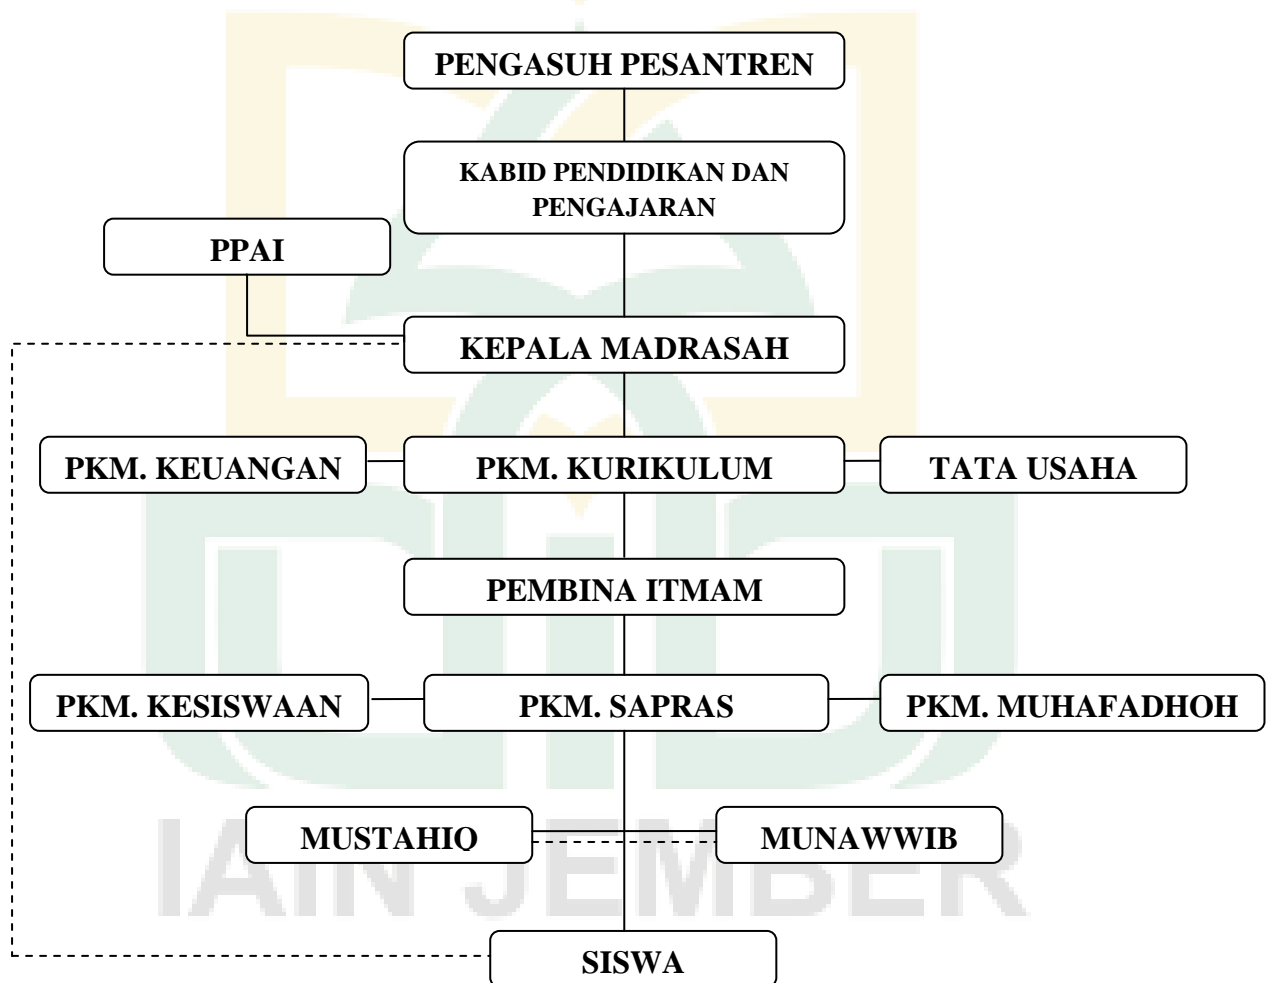 PENGASUH PESANTREN
KABID PENDIDIKAN DAN
PENGAJARAN
PPAI
KEPALA MADRASAH
PKM. KEUANGAN
PKM. KURIKULUM
TATA USAHA
PEMBINA ITMAM
PKM. KESISWAAN
PKM. SAPRAS
PKM. MUHAFADHOH
MUSTAHIQ
MUNAWWIB
IAIN JEMBER
SISWA